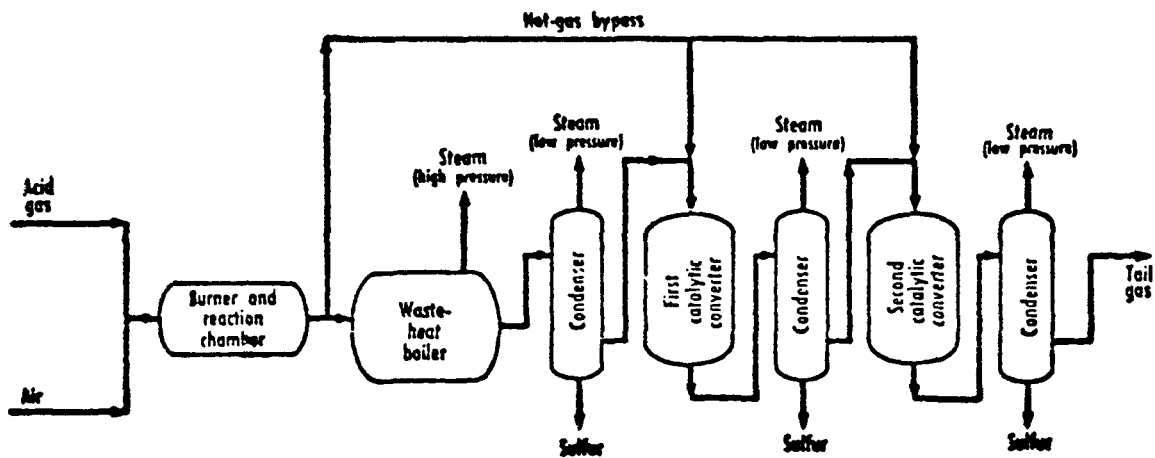 Hot-gas bypass
Steam
(low pressure)
Steam
(low pressure)
Steam
(low pressure)
Steam
(high pressure)
Acid
gas
Burner and
reaction
chamber
Waste-
heat
boiler
Condenser
First
catalytic
converter
Condenser
Second
catalytic
converter
Condenser
Tail
gas
Air
Sulfur
Sulfur
Sulfur